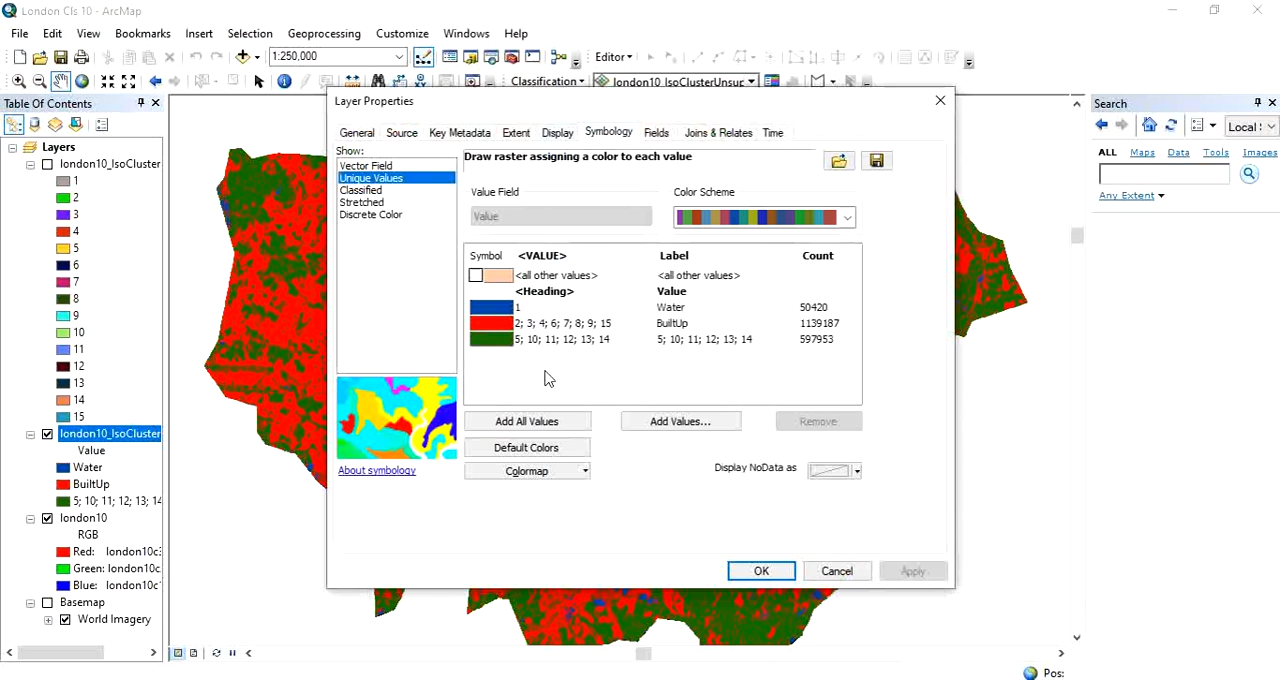 London Cls 10 - ArcMap
File Edit View Bookmarks Insert Selection Geoprocessing Customize Windows Help
1:250,000 Editor
Classification london10_IsoClusterUnsup
Table Of Contents
Layers
london10_IsoCluster
1
2
3
4
5
6
7
8
9
10
11
12
13
14
15
london10_IsoCluster
Value
Water
BuiltUp
5; 10; 11; 12; 13; 14
london10
RGB
Red: london10c3
Green: london10c
Blue: london10c1
Basemap
World Imagery
Layer Properties
General Source Key Metadata Extent Display Symbology Fields Joins & Relates Time
Show:
Vector Field
Unique Values
Classified
Stretched
Discrete Color
About symbology
Draw raster assigning a color to each value
Value Field Color Scheme
Value
Symbol <VALUE> Label Count
<all other values> <all other values>
<Heading> Value
1 Water 50420
2; 3; 4; 6; 7; 8; 9; 15 BuiltUp 1139187
5; 10; 11; 12; 13; 14 5; 10; 11; 12; 13; 14 597953
Add All Values Add Values... Remove
Default Colors
Colormap Display NoData as
OK Cancel Apply
Search
Local
ALL Maps Data Tools Images
Any Extent
Pos: